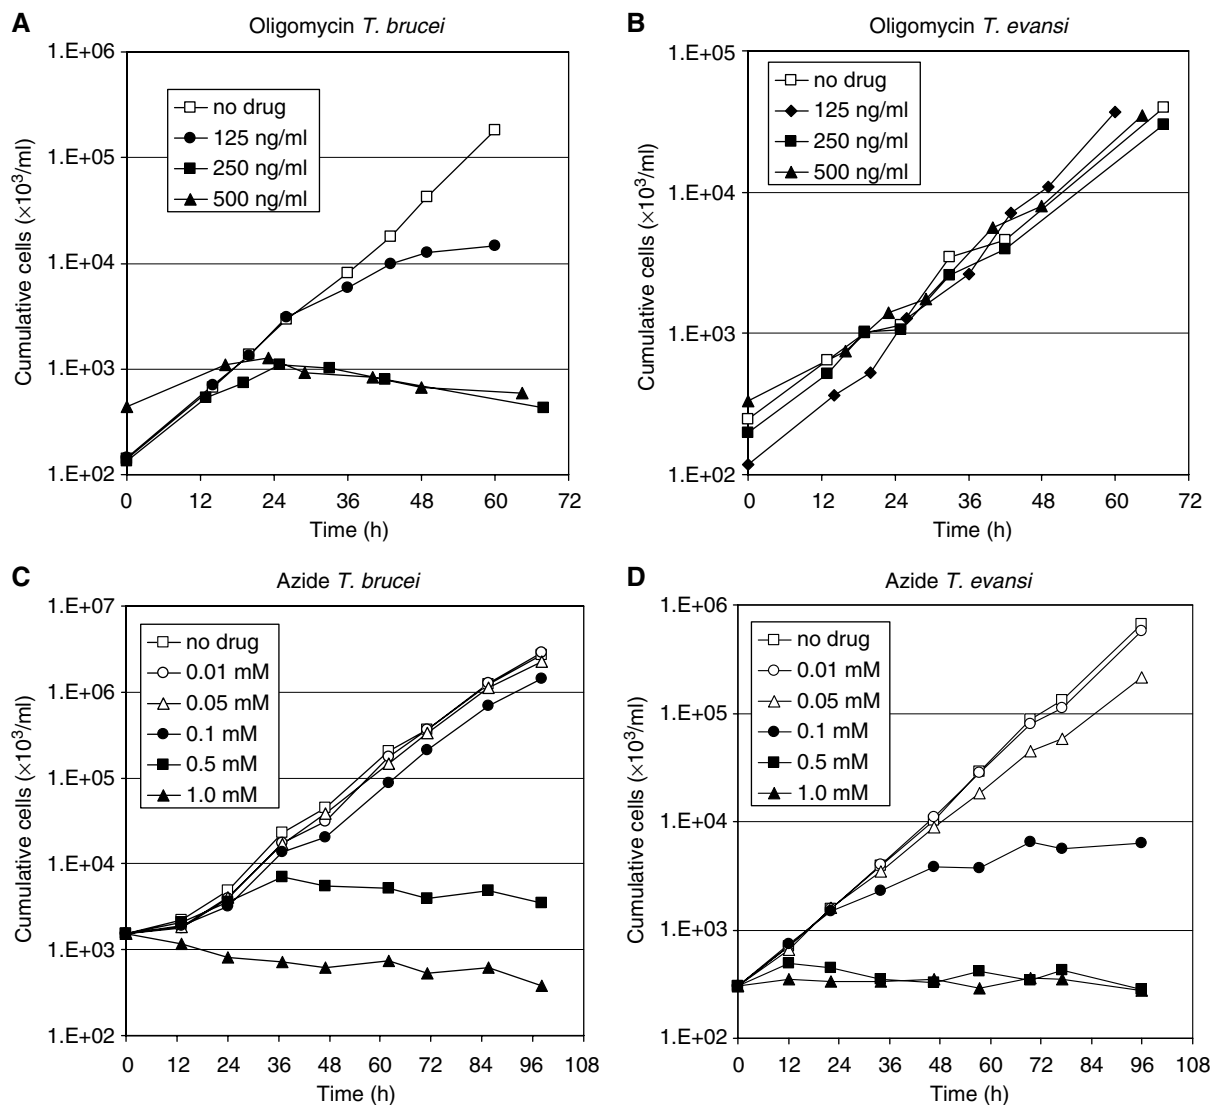 A
Oligomycin T. brucei
1.E+06
1.E+05
1.E+04
1.E+03
1.E+02
Cumulative cells (×10³/ml)
no drug
125 ng/ml
250 ng/ml
500 ng/ml
0 12 24 36 48 60 72
Time (h)
B
Oligomycin T. evansi
1.E+05
1.E+04
1.E+03
1.E+02
Cumulative cells (×10³/ml)
no drug
125 ng/ml
250 ng/ml
500 ng/ml
0 12 24 36 48 60 72
Time (h)
C
Azide T. brucei
1.E+07
1.E+06
1.E+05
1.E+04
1.E+03
1.E+02
Cumulative cells (×10³/ml)
no drug
0.01 mM
0.05 mM
0.1 mM
0.5 mM
1.0 mM
0 12 24 36 48 60 72 84 96 108
Time (h)
D
Azide T. evansi
1.E+06
1.E+05
1.E+04
1.E+03
1.E+02
Cumulative cells (×10³/ml)
no drug
0.01 mM
0.05 mM
0.1 mM
0.5 mM
1.0 mM
0 12 24 36 48 60 72 84 96 108
Time (h)